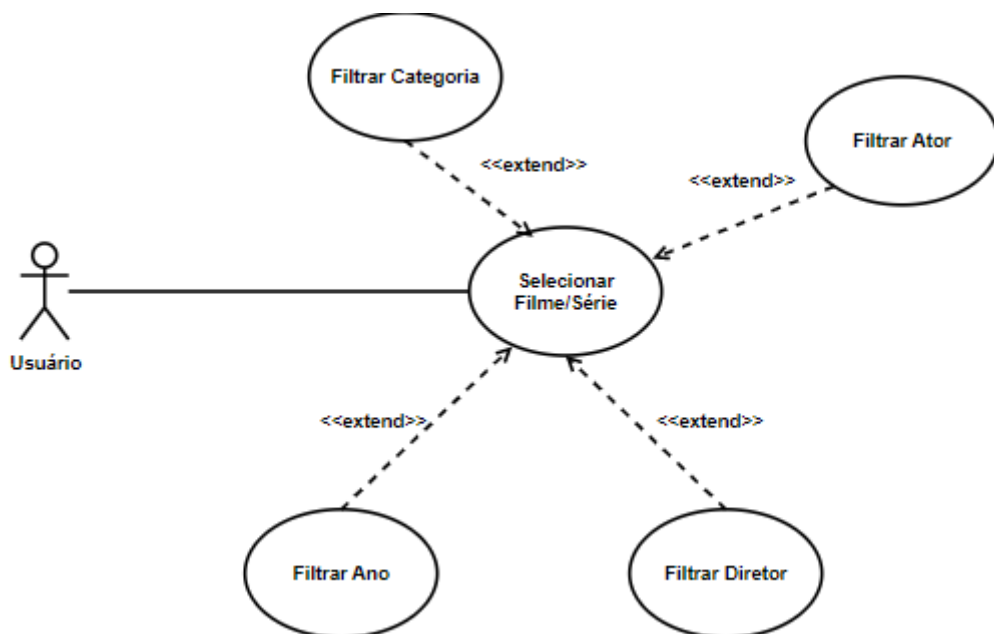 Filtrar Categoria
Filtrar Ator
<<extend>>
<<extend>>
Selecionar
Filme/Série
Usuário
<<extend>>
<<extend>>
Filtrar Ano
Filtrar Diretor